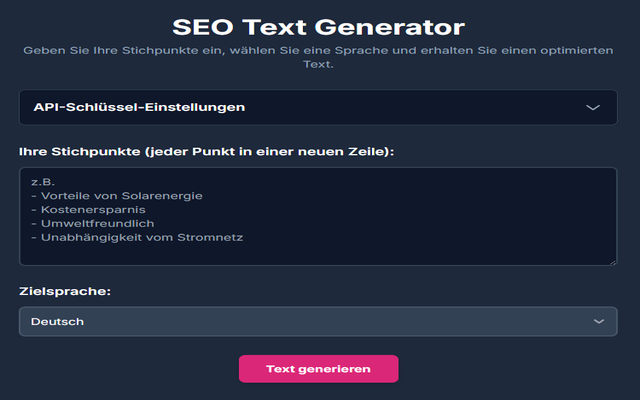 SEO Text Generator
Geben Sie Ihre Stichpunkte ein, wählen Sie eine Sprache und erhalten Sie einen optimierten
Text.
API-Schlüssel-Einstellungen
Ihre Stichpunkte (jeder Punkt in einer neuen Zeile):
z.B.
- Vorteile von Solarenergie
- Kostenersparnis
- Umweltfreundlich
- Unabhängigkeit vom Stromnetz
Zielsprache:
Deutsch
Text generieren